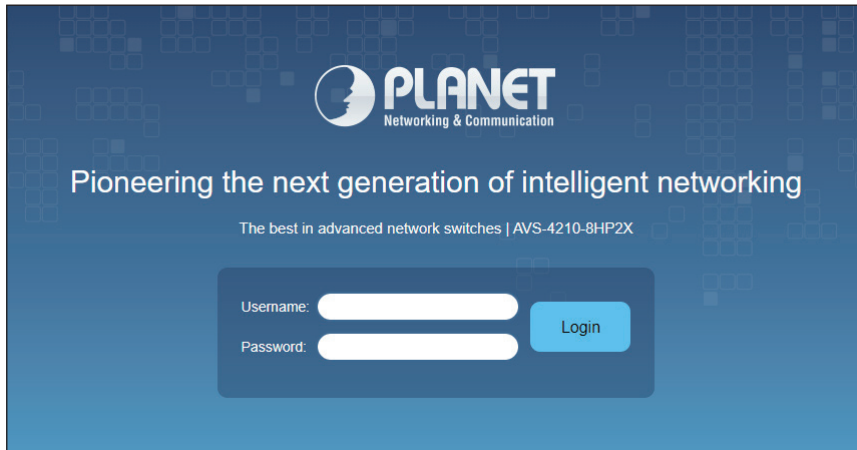 PLANET
Networking & Communication
Pioneering the next generation of intelligent networking
The best in advanced network switches | AVS-4210-8HP2X
Username:
Login
Password: